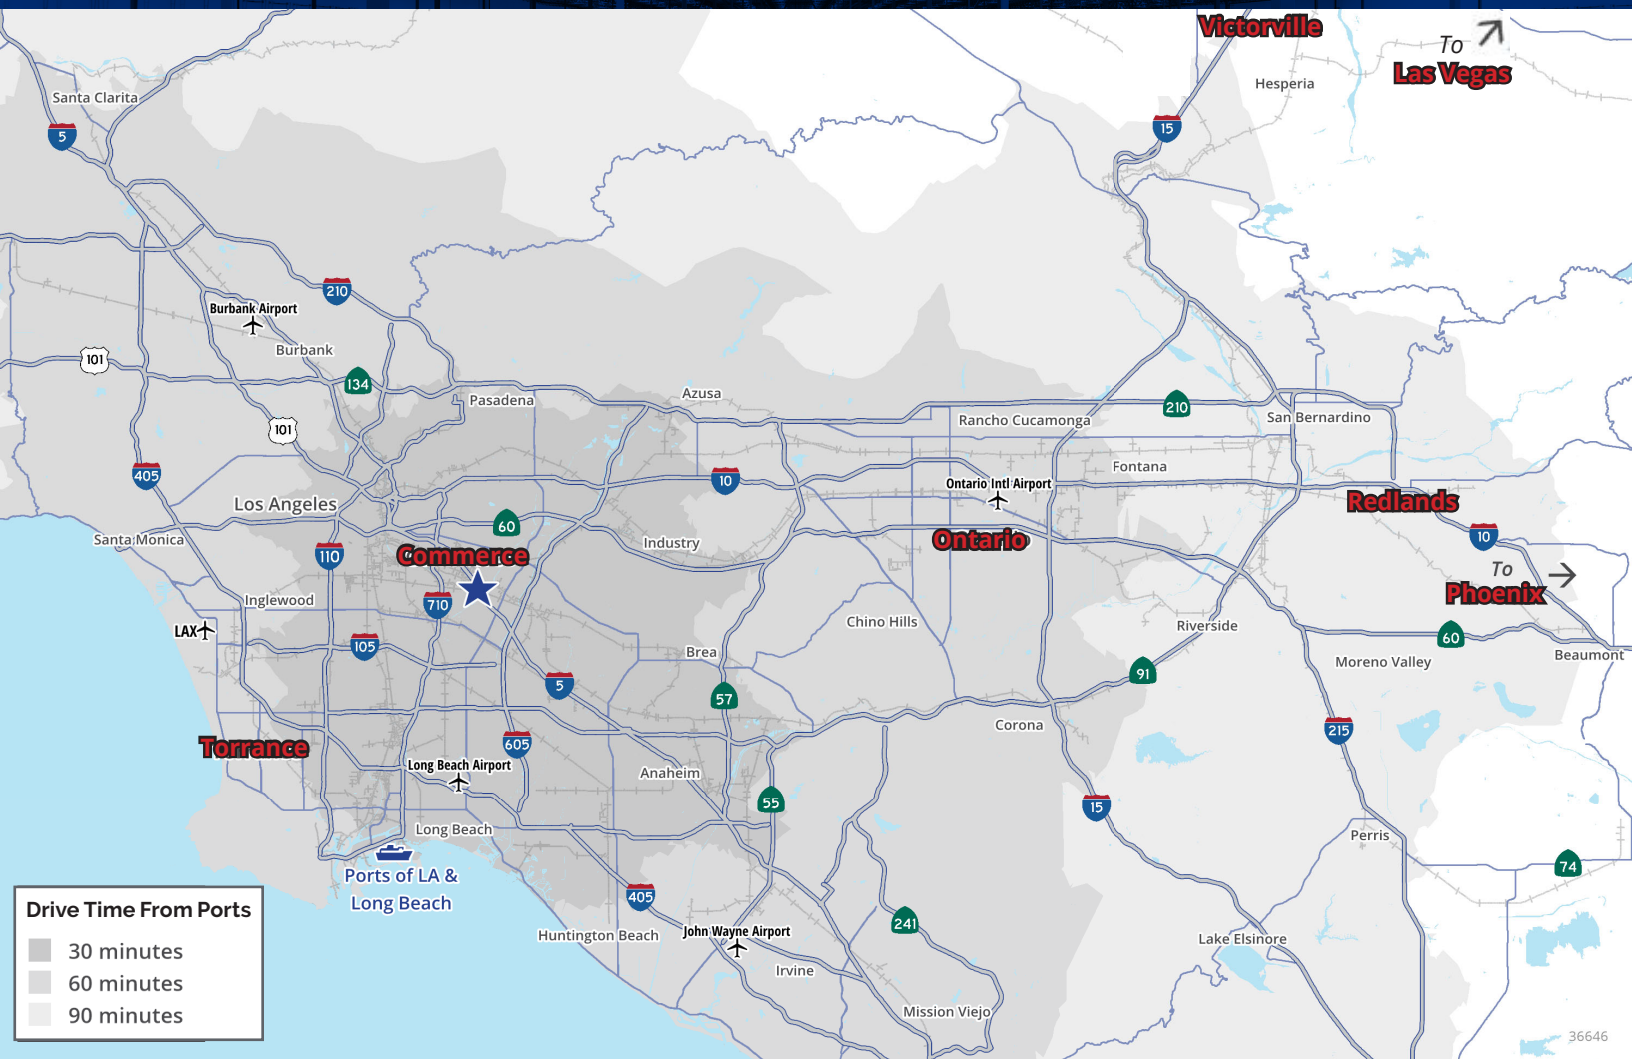 Victorville
To
Las Vegas
Hesperia
Santa Clarita
5
15
210
Burbank Airport
Burbank
101
134
101
Pasadena
Azusa
Rancho Cucamonga
210
San Bernardino
405
10
Fontana
Ontario Intl Airport
Los Angeles
60
Redlands
Santa Monica
110
Commerce
Industry
Ontario
10
To
Phoenix
Inglewood
710
LAX
105
Chino Hills
Riverside
60
Brea
Moreno Valley
Beaumont
5
57
91
Corona
215
Torrance
605
Long Beach Airport
Anaheim
55
15
Long Beach
Perris
74
Ports of LA &
Long Beach
405
241
Huntington Beach
John Wayne Airport
Lake Elsinore
Irvine
Mission Viejo
Drive Time From Ports
30 minutes
60 minutes
90 minutes
36646